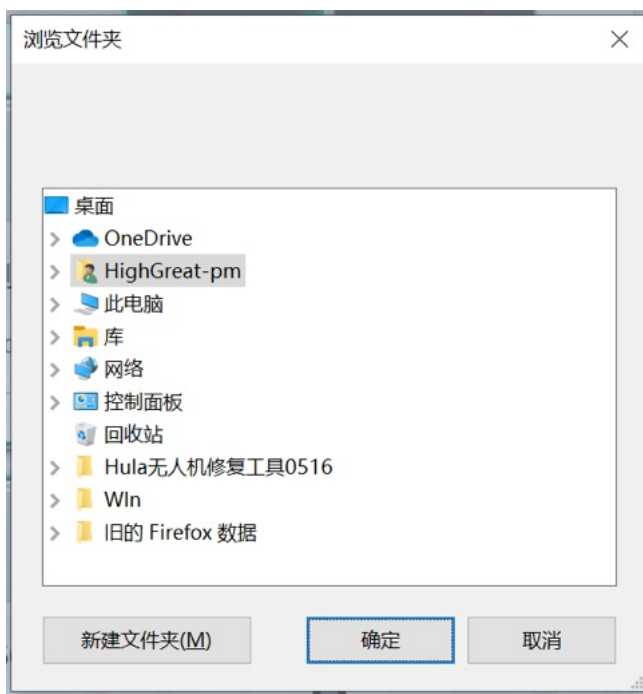 浏览文件夹
桌面
OneDrive
HighGreat-pm
此电脑
库
网络
控制面板
回收站
Hula无人机修复工具0516
WIn
旧的 Firefox 数据
新建文件夹(M) 确定 取消